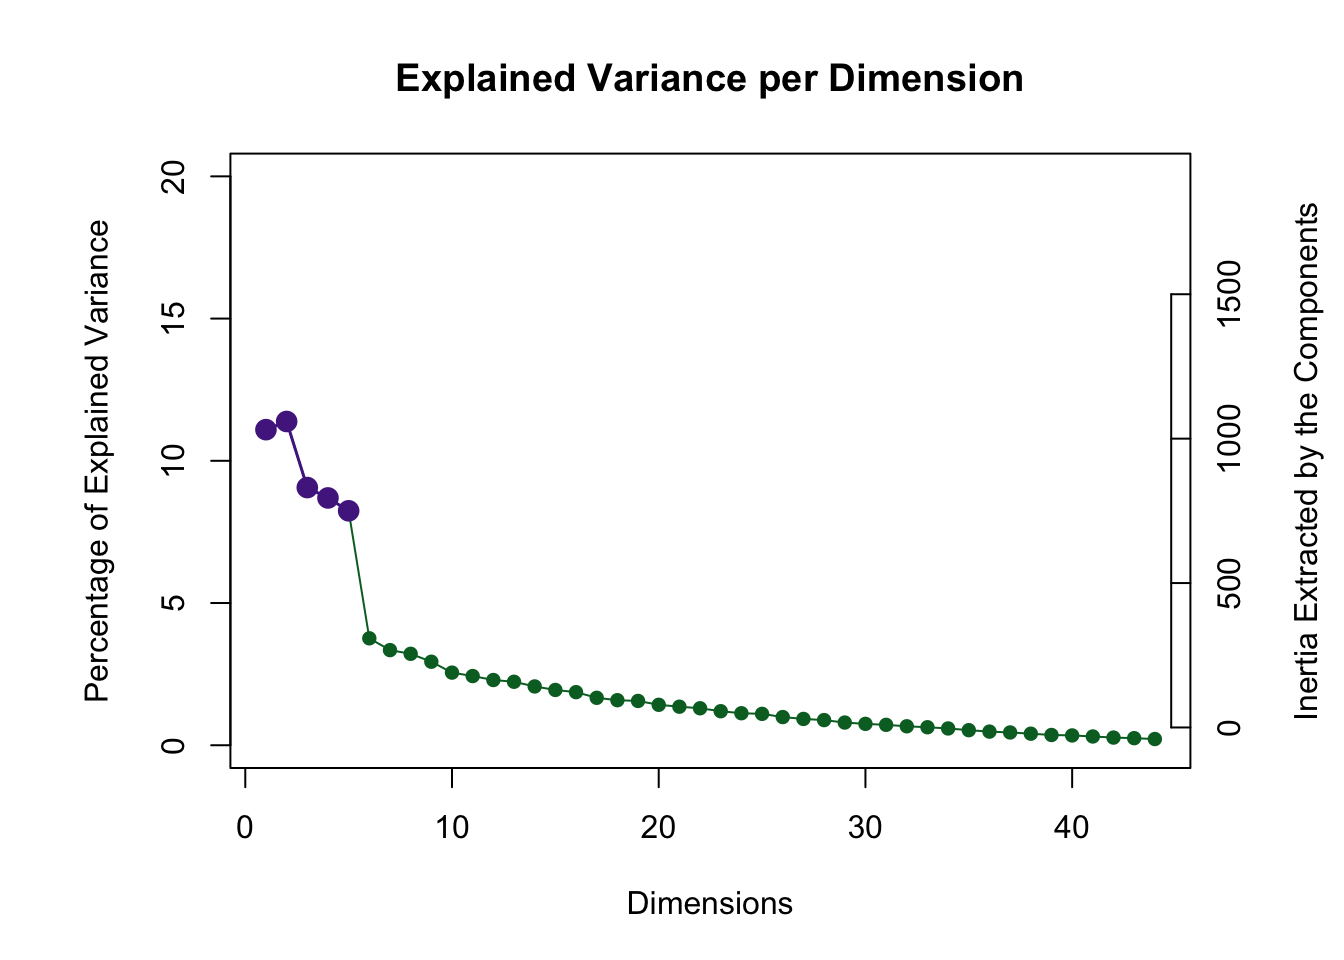 Explained Variance per Dimension
Percentage of Explained Variance
20
15
10
5
0
0 10 20 30 40
Dimensions
1500
1000
500
0
Inertia Extracted by the Components